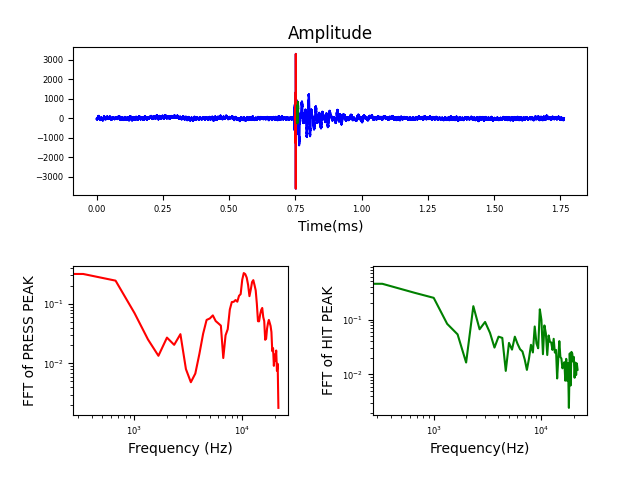 Amplitude
3000
2000
1000
0
−1000
−2000
−3000
0.00 0.25 0.50 0.75 1.00 1.25 1.50 1.75
Time(ms)
FFT of PRESS PEAK
10⁻¹
10⁻²
10³ 10⁴
Frequency (Hz)
FFT of HIT PEAK
10⁻¹
10⁻²
10³ 10⁴
Frequency(Hz)